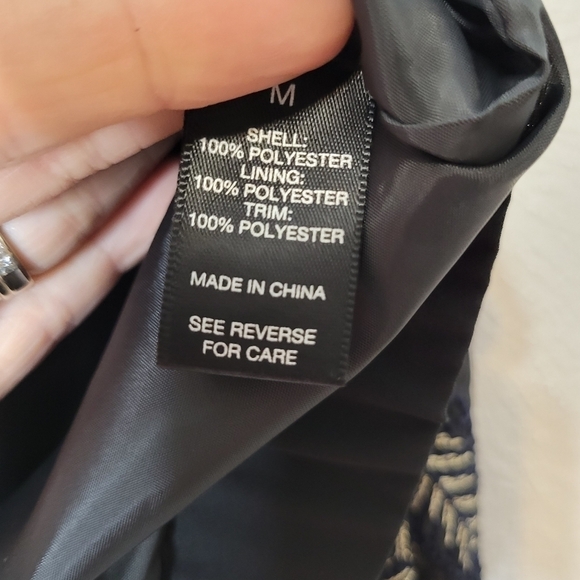 M
SHELL:
100% POLYESTER
LINING:
100% POLYESTER
TRIM:
100% POLYESTER
MADE IN CHINA
SEE REVERSE
FOR CARE